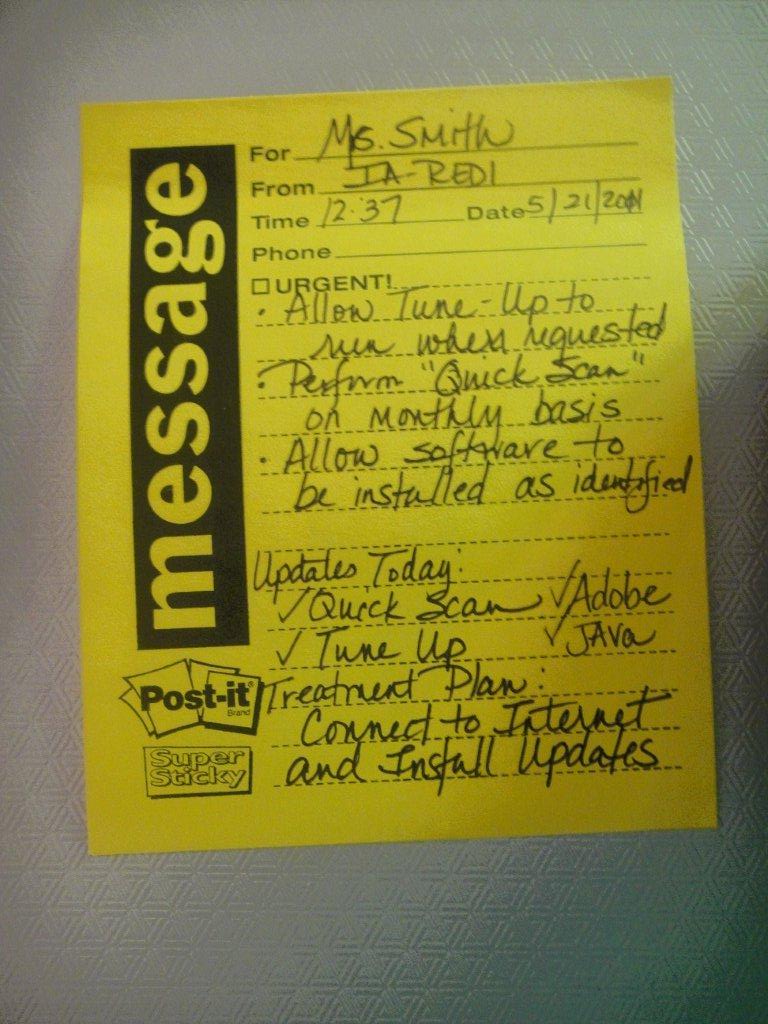 message
For Ms. Smith
From IA-REDI
Time 12:37 Date 5/21/2011
Phone
URGENT!
• Allow Tune-Up to
run when requested
• Perform "Quick Scan"
on monthly basis
• Allow software to
be installed as identified
Updates Today:
✓ Quick Scan ✓ Adobe
✓ Tune Up ✓ JAVA
Post-it® Brand
Treatment Plan:
Connect to Internet
and Install Updates
Super
Sticky